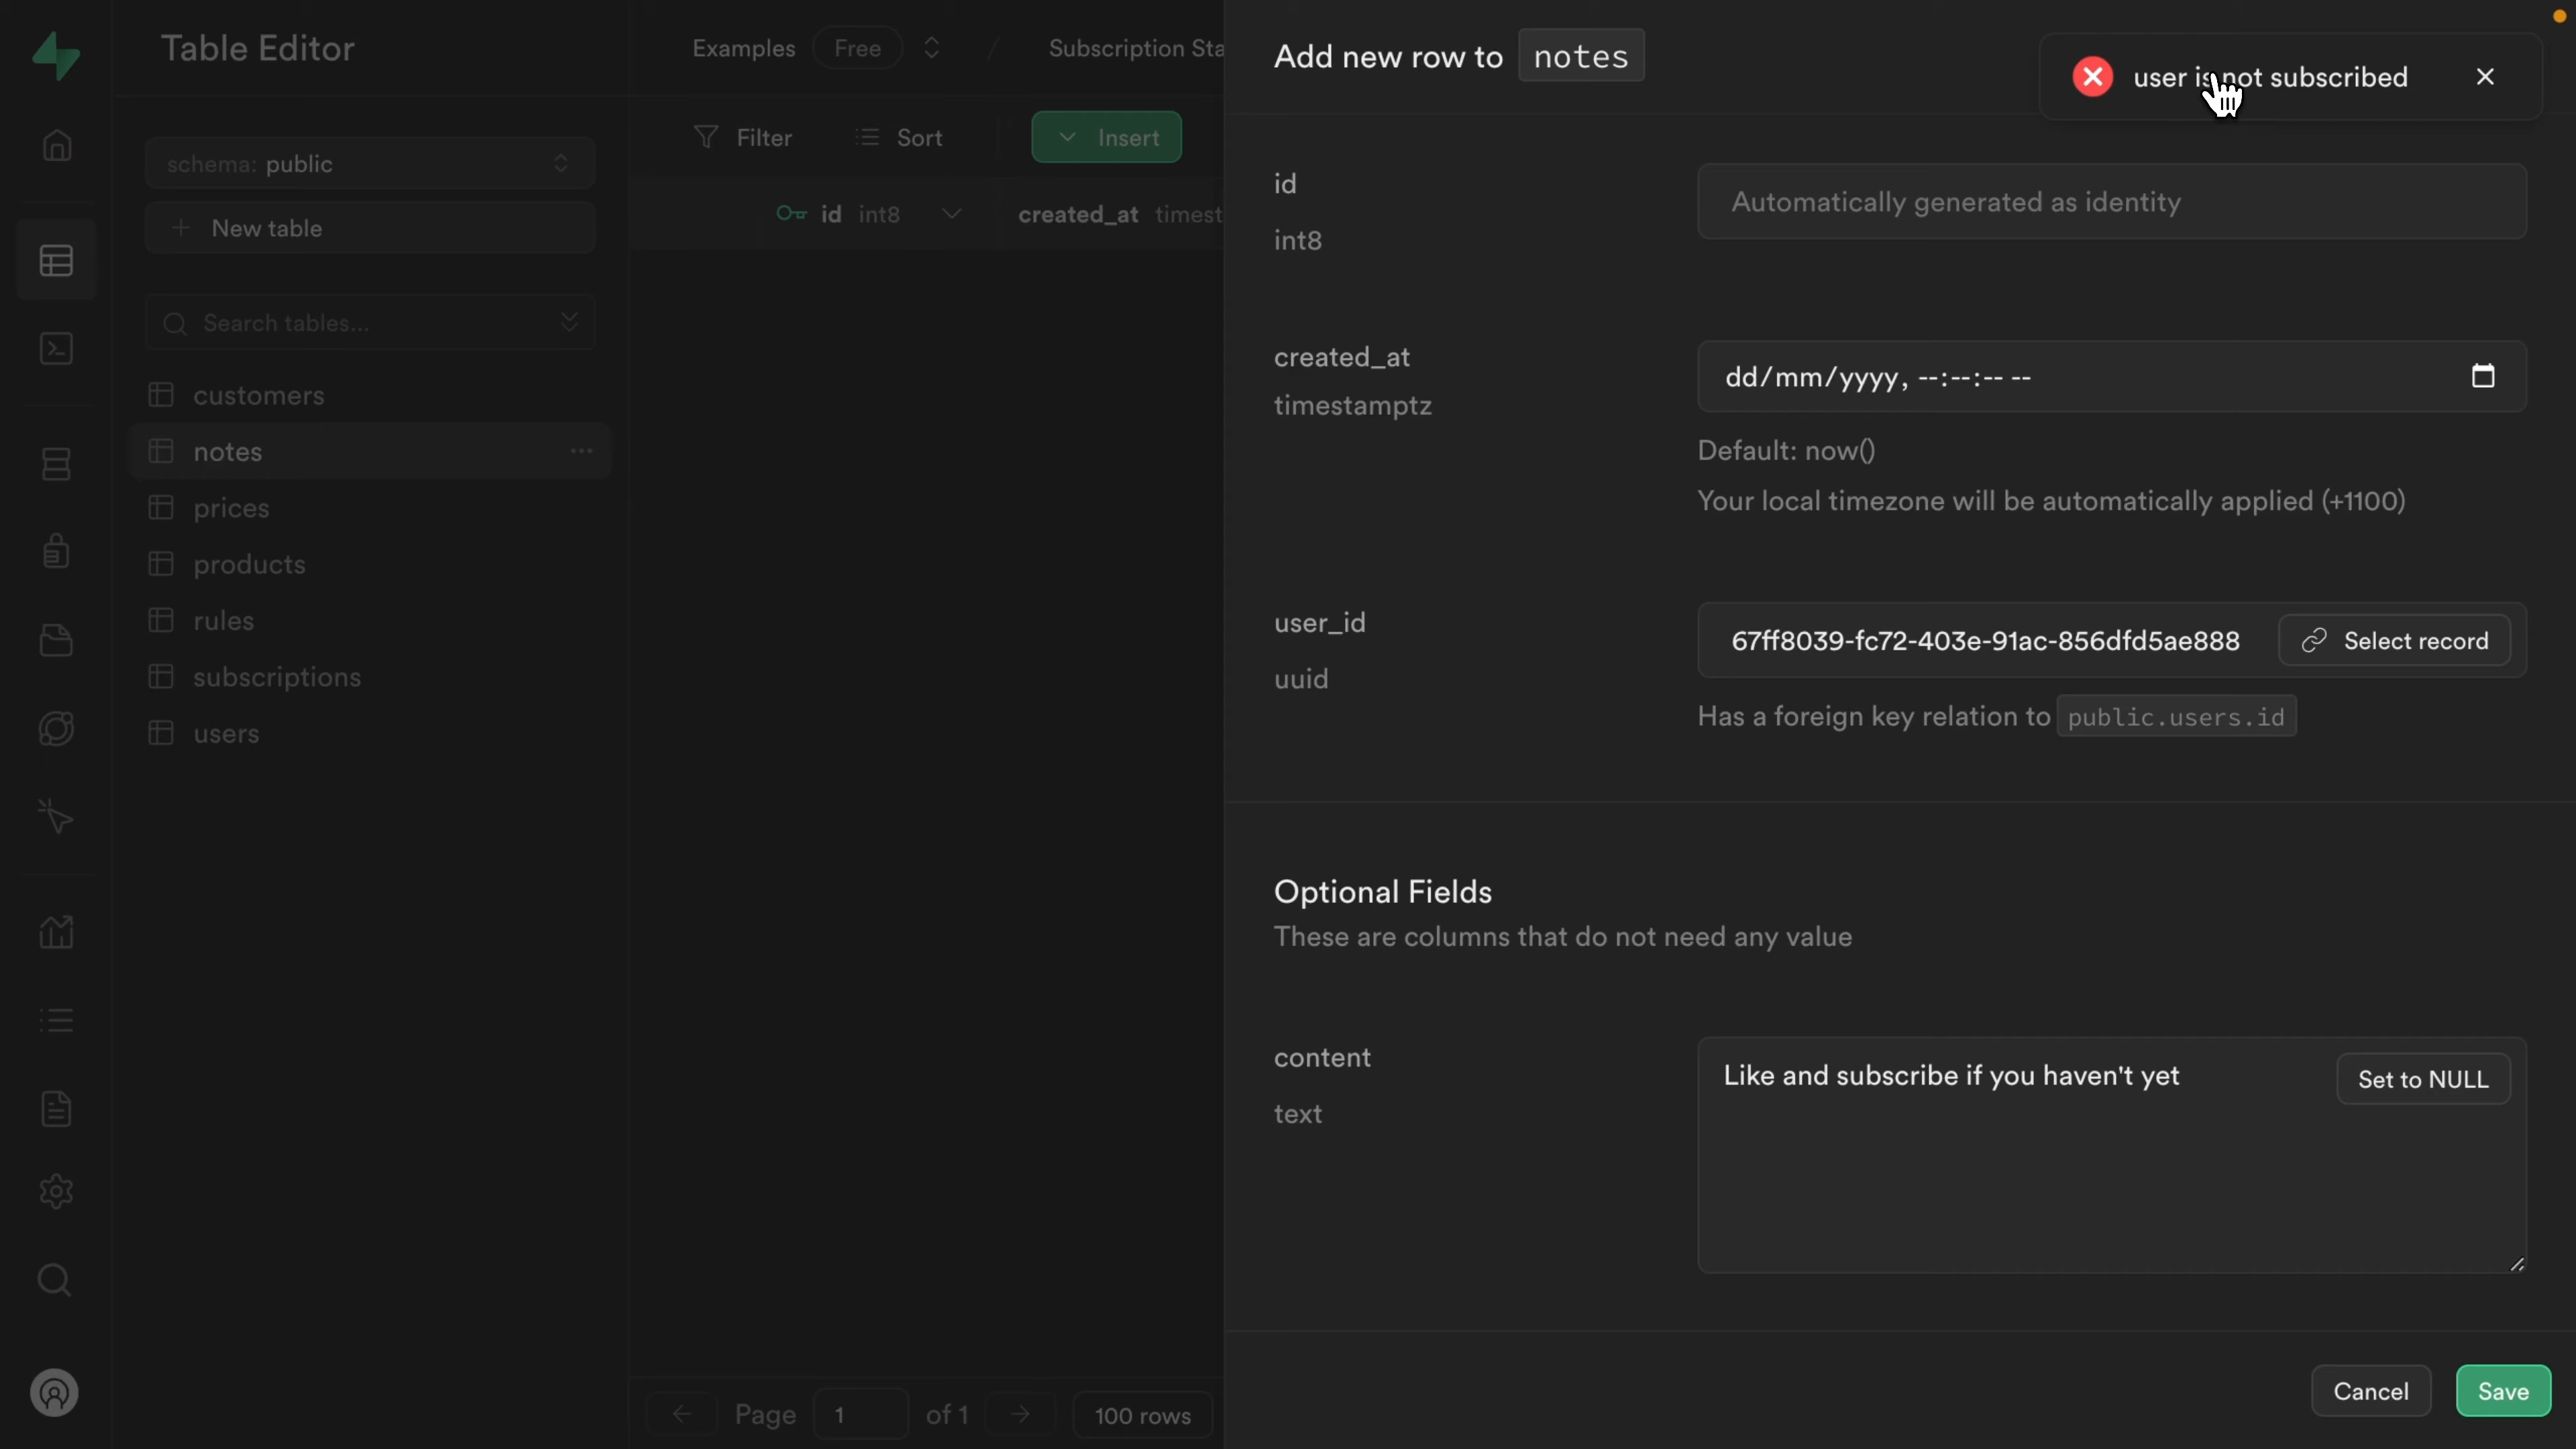 Table Editor
schema: public
New table
Search tables...
customers
notes
prices
products
rules
subscriptions
users
Examples Free / Subscription Sta
Filter Sort Insert
id int8 created_at timest
Page 1 of 1 100 rows
Add new row to notes
user is not subscribed
id
int8
Automatically generated as identity
created_at
timestamptz
dd/mm/yyyy, --:--:-- --
Default: now()
Your local timezone will be automatically applied (+1100)
user_id
uuid
67ff8039-fc72-403e-91ac-856dfd5ae888 Select record
Has a foreign key relation to public.users.id
Optional Fields
These are columns that do not need any value
content
text
Like and subscribe if you haven't yet
Set to NULL
Cancel Save